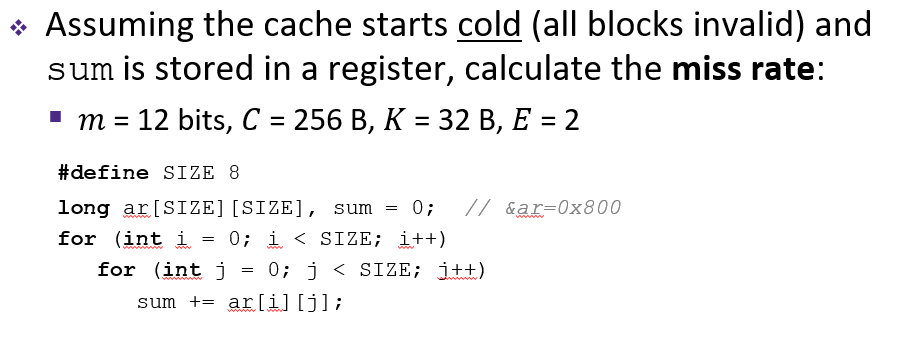 Assuming the cache starts cold (all blocks invalid) and
sum is stored in a register, calculate the miss rate:
m = 12 bits, C = 256 B, K = 32 B, E = 2
#define SIZE 8
long ar[SIZE][SIZE], sum = 0;  // &ar=0x800
for (int i = 0; i < SIZE; i++)
for (int j = 0; j < SIZE; j++)
sum += ar[i][j];